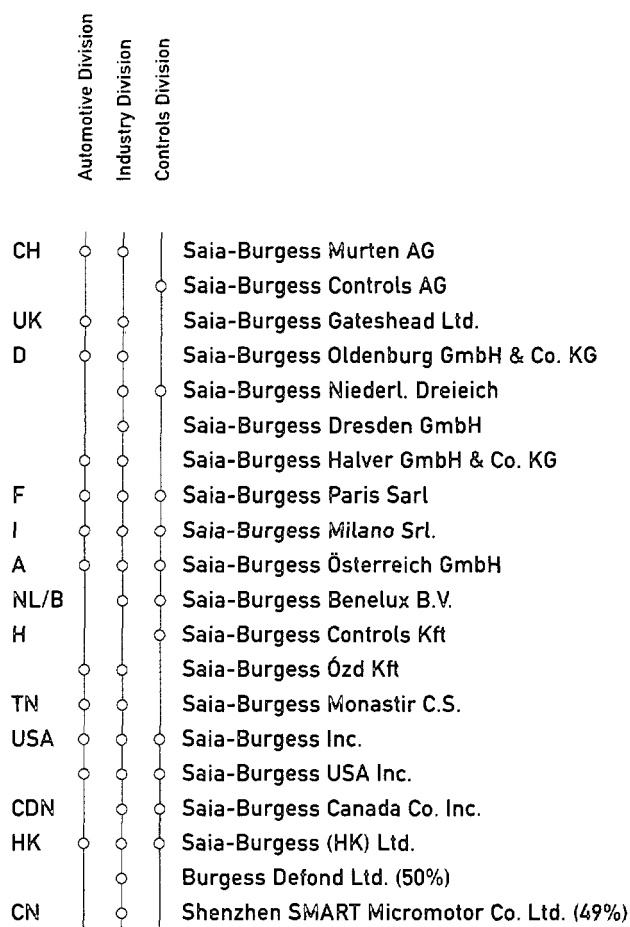 Automotive Division
Industry Division
Controls Division
CH Saia-Burgess Murten AG
Saia-Burgess Controls AG
UK Saia-Burgess Gateshead Ltd.
D Saia-Burgess Oldenburg GmbH & Co. KG
Saia-Burgess Niederl. Dreieich
Saia-Burgess Dresden GmbH
Saia-Burgess Halver GmbH & Co. KG
F Saia-Burgess Paris Sarl
I Saia-Burgess Milano Srl.
A Saia-Burgess Österreich GmbH
NL/B Saia-Burgess Benelux B.V.
H Saia-Burgess Controls Kft
Saia-Burgess Ózd Kft
TN Saia-Burgess Monastir C.S.
USA Saia-Burgess Inc.
Saia-Burgess USA Inc.
CDN Saia-Burgess Canada Co. Inc.
HK Saia-Burgess (HK) Ltd.
Burgess Defond Ltd. (50%)
CN Shenzhen SMART Micromotor Co. Ltd. (49%)